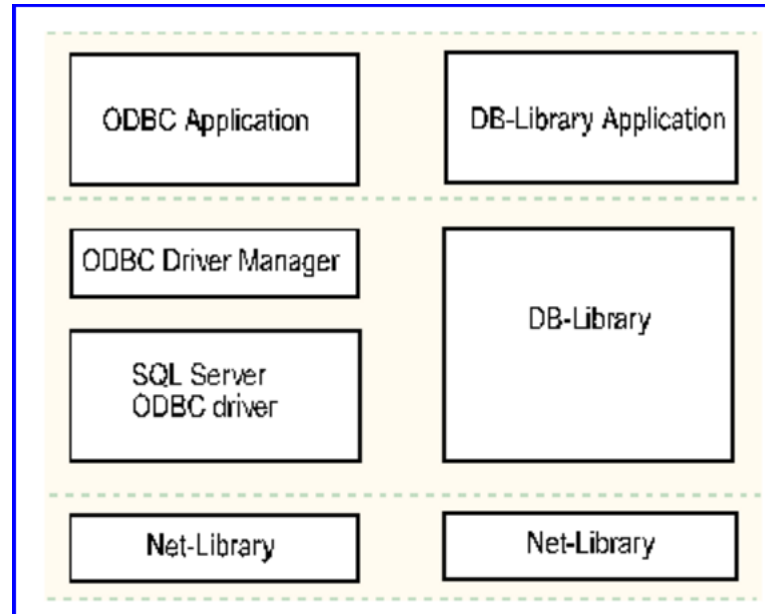 ODBC Application
DB-Library Application
ODBC Driver Manager
DB-Library
SQL Server
ODBC driver
Net-Library
Net-Library